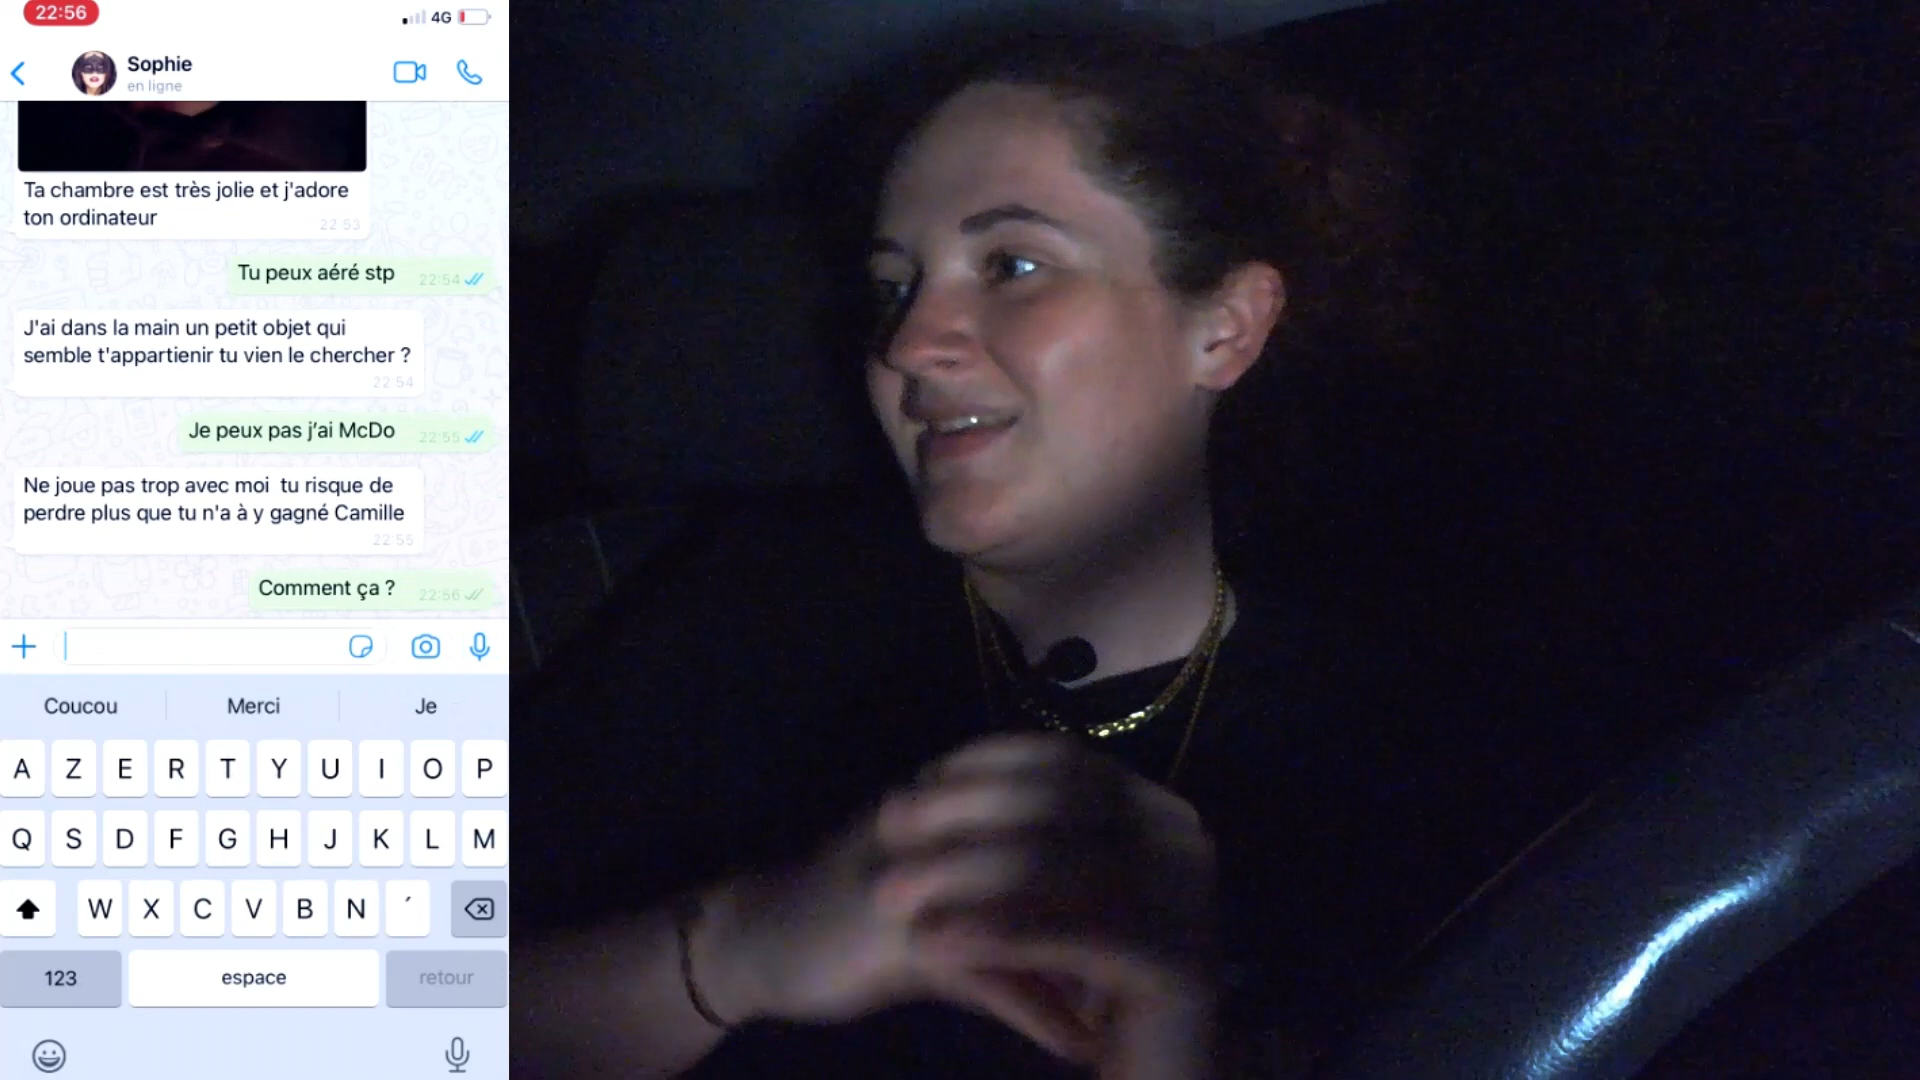 22:56
4G
Sophie
en ligne
Ta chambre est très jolie et j'adore
ton ordinateur
22:53
Tu peux aéré stp
22:54
J'ai dans la main un petit objet qui
semble t'appartienir tu vien le chercher ?
22:54
Je peux pas j'ai McDo
22:55
Ne joue pas trop avec moi  tu risque de
perdre plus que tu n'a à y gagné Camille
22:55
Comment ça ?
22:56
Coucou Merci Je
A Z E R T Y U I O P
Q S D F G H J K L M
W X C V B N ´
123 espace retour